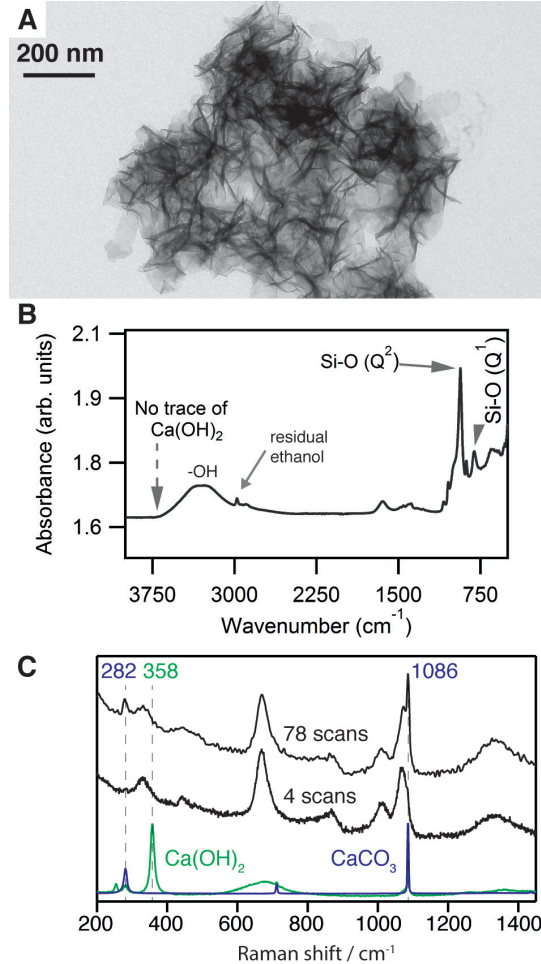 A
200 nm
B
2.1
1.9
1.8
1.6
Absorbance (arb. units)
Si-O (Q²)
Si-O (Q¹)
No trace of
Ca(OH)₂
residual
ethanol
-OH
3750 3000 2250 1500 750
Wavenumber (cm⁻¹)
C
282 358 1086
78 scans
4 scans
Ca(OH)₂ CaCO₃
200 400 600 800 1000 1200 1400
Raman shift / cm⁻¹